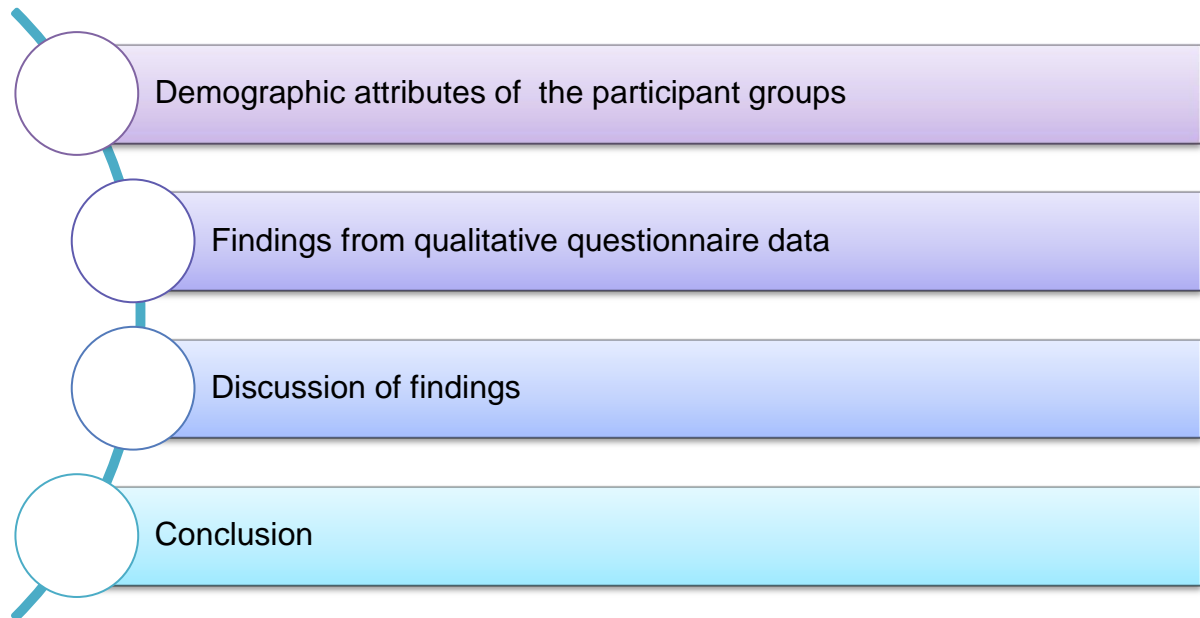 Demographic attributes of  the participant groups
Findings from qualitative questionnaire data
Discussion of findings
Conclusion